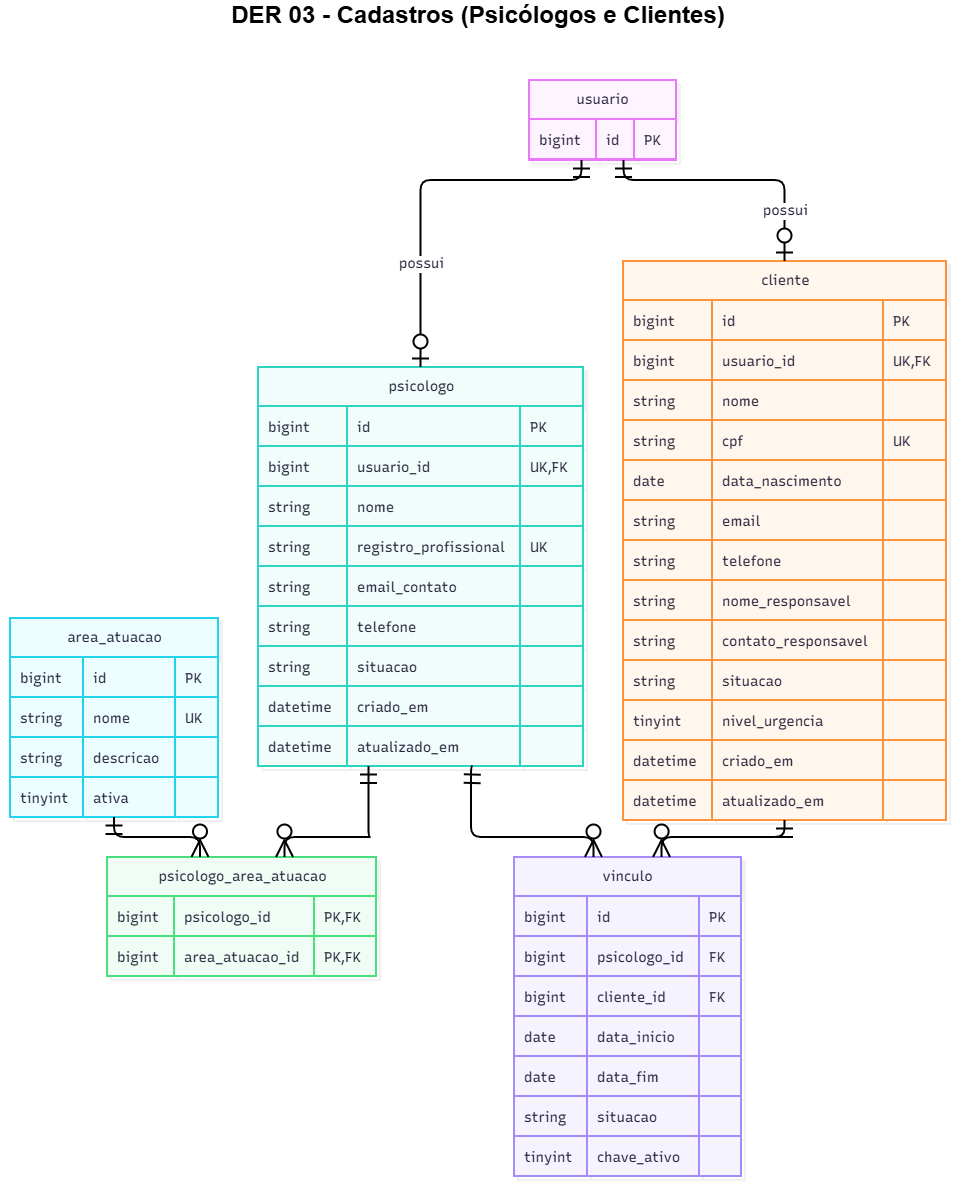 DER 03 - Cadastros (Psicólogos e Clientes)
usuario
bigint id PK
possui
possui
cliente
bigint id PK
bigint usuario_id UK,FK
string nome
string cpf UK
date data_nascimento
string email
string telefone
string nome_responsavel
string contato_responsavel
string situacao
tinyint nivel_urgencia
datetime criado_em
datetime atualizado_em
psicologo
bigint id PK
bigint usuario_id UK,FK
string nome
string registro_profissional UK
string email_contato
string telefone
string situacao
datetime criado_em
datetime atualizado_em
area_atuacao
bigint id PK
string nome UK
string descricao
tinyint ativa
psicologo_area_atuacao
bigint psicologo_id PK,FK
bigint area_atuacao_id PK,FK
vinculo
bigint id PK
bigint psicologo_id FK
bigint cliente_id FK
date data_inicio
date data_fim
string situacao
tinyint chave_ativo